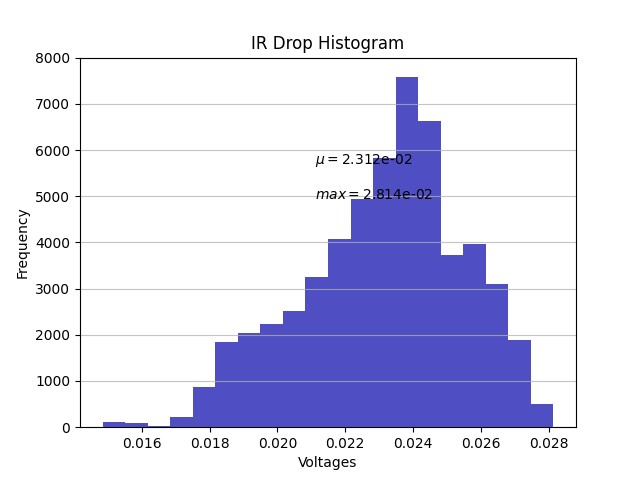 IR Drop Histogram
8000
7000
6000
5000
4000
3000
2000
1000
0
Frequency
μ = 2.312e-02
max = 2.814e-02
0.016 0.018 0.020 0.022 0.024 0.026 0.028
Voltages